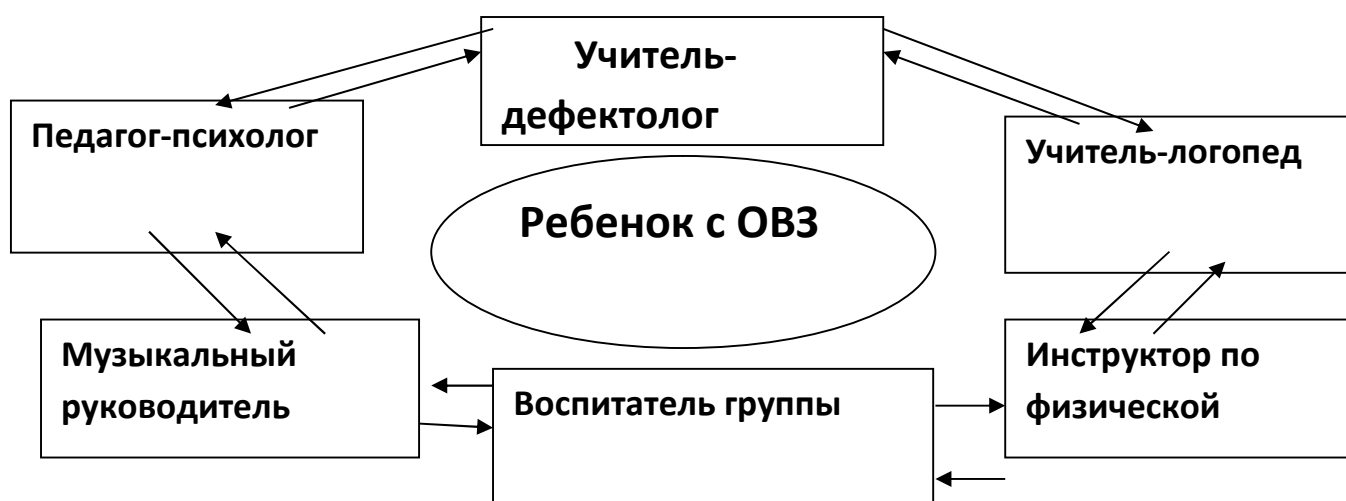 Учитель-
дефектолог
Педагог-психолог
Учитель-логопед
Ребенок с ОВЗ
Музыкальный
руководитель
Воспитатель группы
Инструктор по
физической